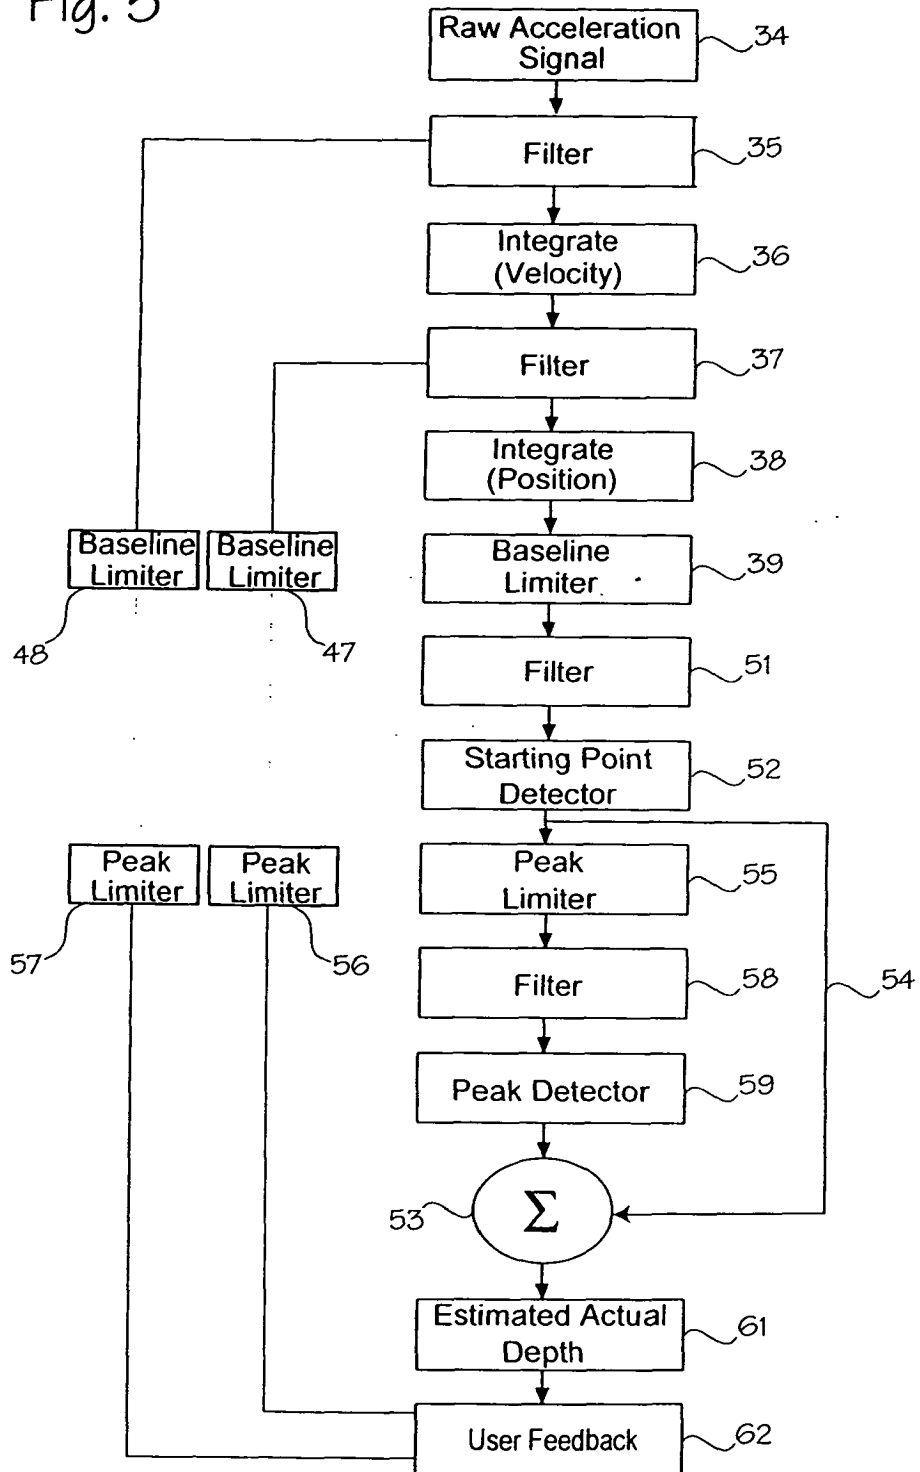 Fig. 5
Raw Acceleration
Signal
34
Filter
35
Integrate
(Velocity)
36
Filter
37
Integrate
(Position)
38
Baseline
Limiter
48
Baseline
Limiter
47
Baseline
Limiter
39
Filter
51
Starting Point
Detector
52
Peak
Limiter
57
Peak
Limiter
56
Peak
Limiter
55
Filter
58
54
Peak Detector
59
Σ
53
Estimated Actual
Depth
61
User Feedback
62